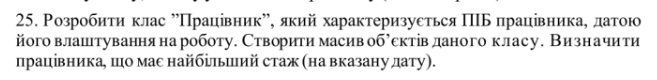 25. Розробити клас ”Працівник”, який характеризується ПІБ працівника, датою
його влаштування на роботу. Створити масив об’єктів даного класу. Визначити
працівника, що має найбільший стаж (на вказану дату).